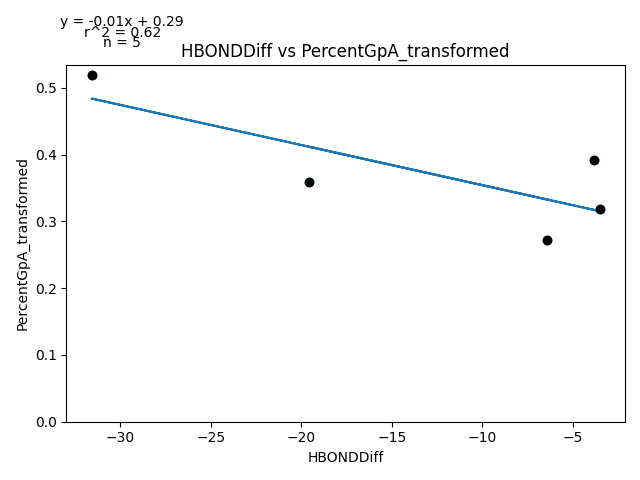 y = -0.01x + 0.29
r^2 = 0.62
n = 5
HBONDDiff vs PercentGpA_transformed
PercentGpA_transformed
0.5
0.4
0.3
0.2
0.1
0.0
−30
−25
−20
−15
−10
−5
HBONDDiff